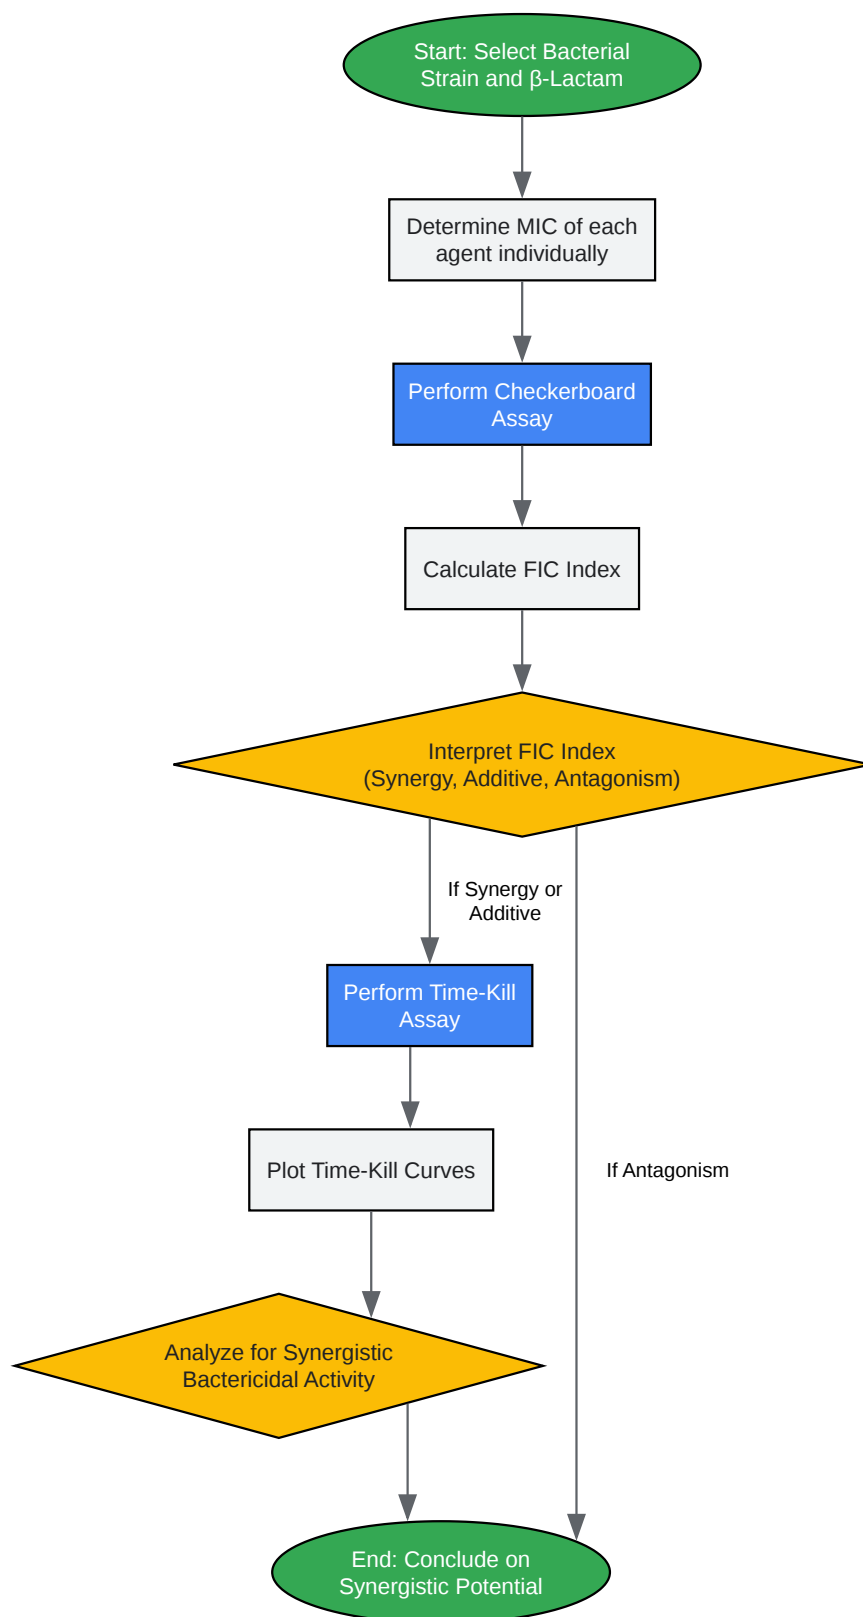 Start: Select Bacterial
Strain and β-Lactam
Determine MIC of each
agent individually
Perform Checkerboard
Assay
Calculate FIC Index
Interpret FIC Index
(Synergy, Additive, Antagonism)
If Synergy or
Additive
Perform Time-Kill
Assay
Plot Time-Kill Curves
If Antagonism
Analyze for Synergistic
Bactericidal Activity
End: Conclude on
Synergistic Potential